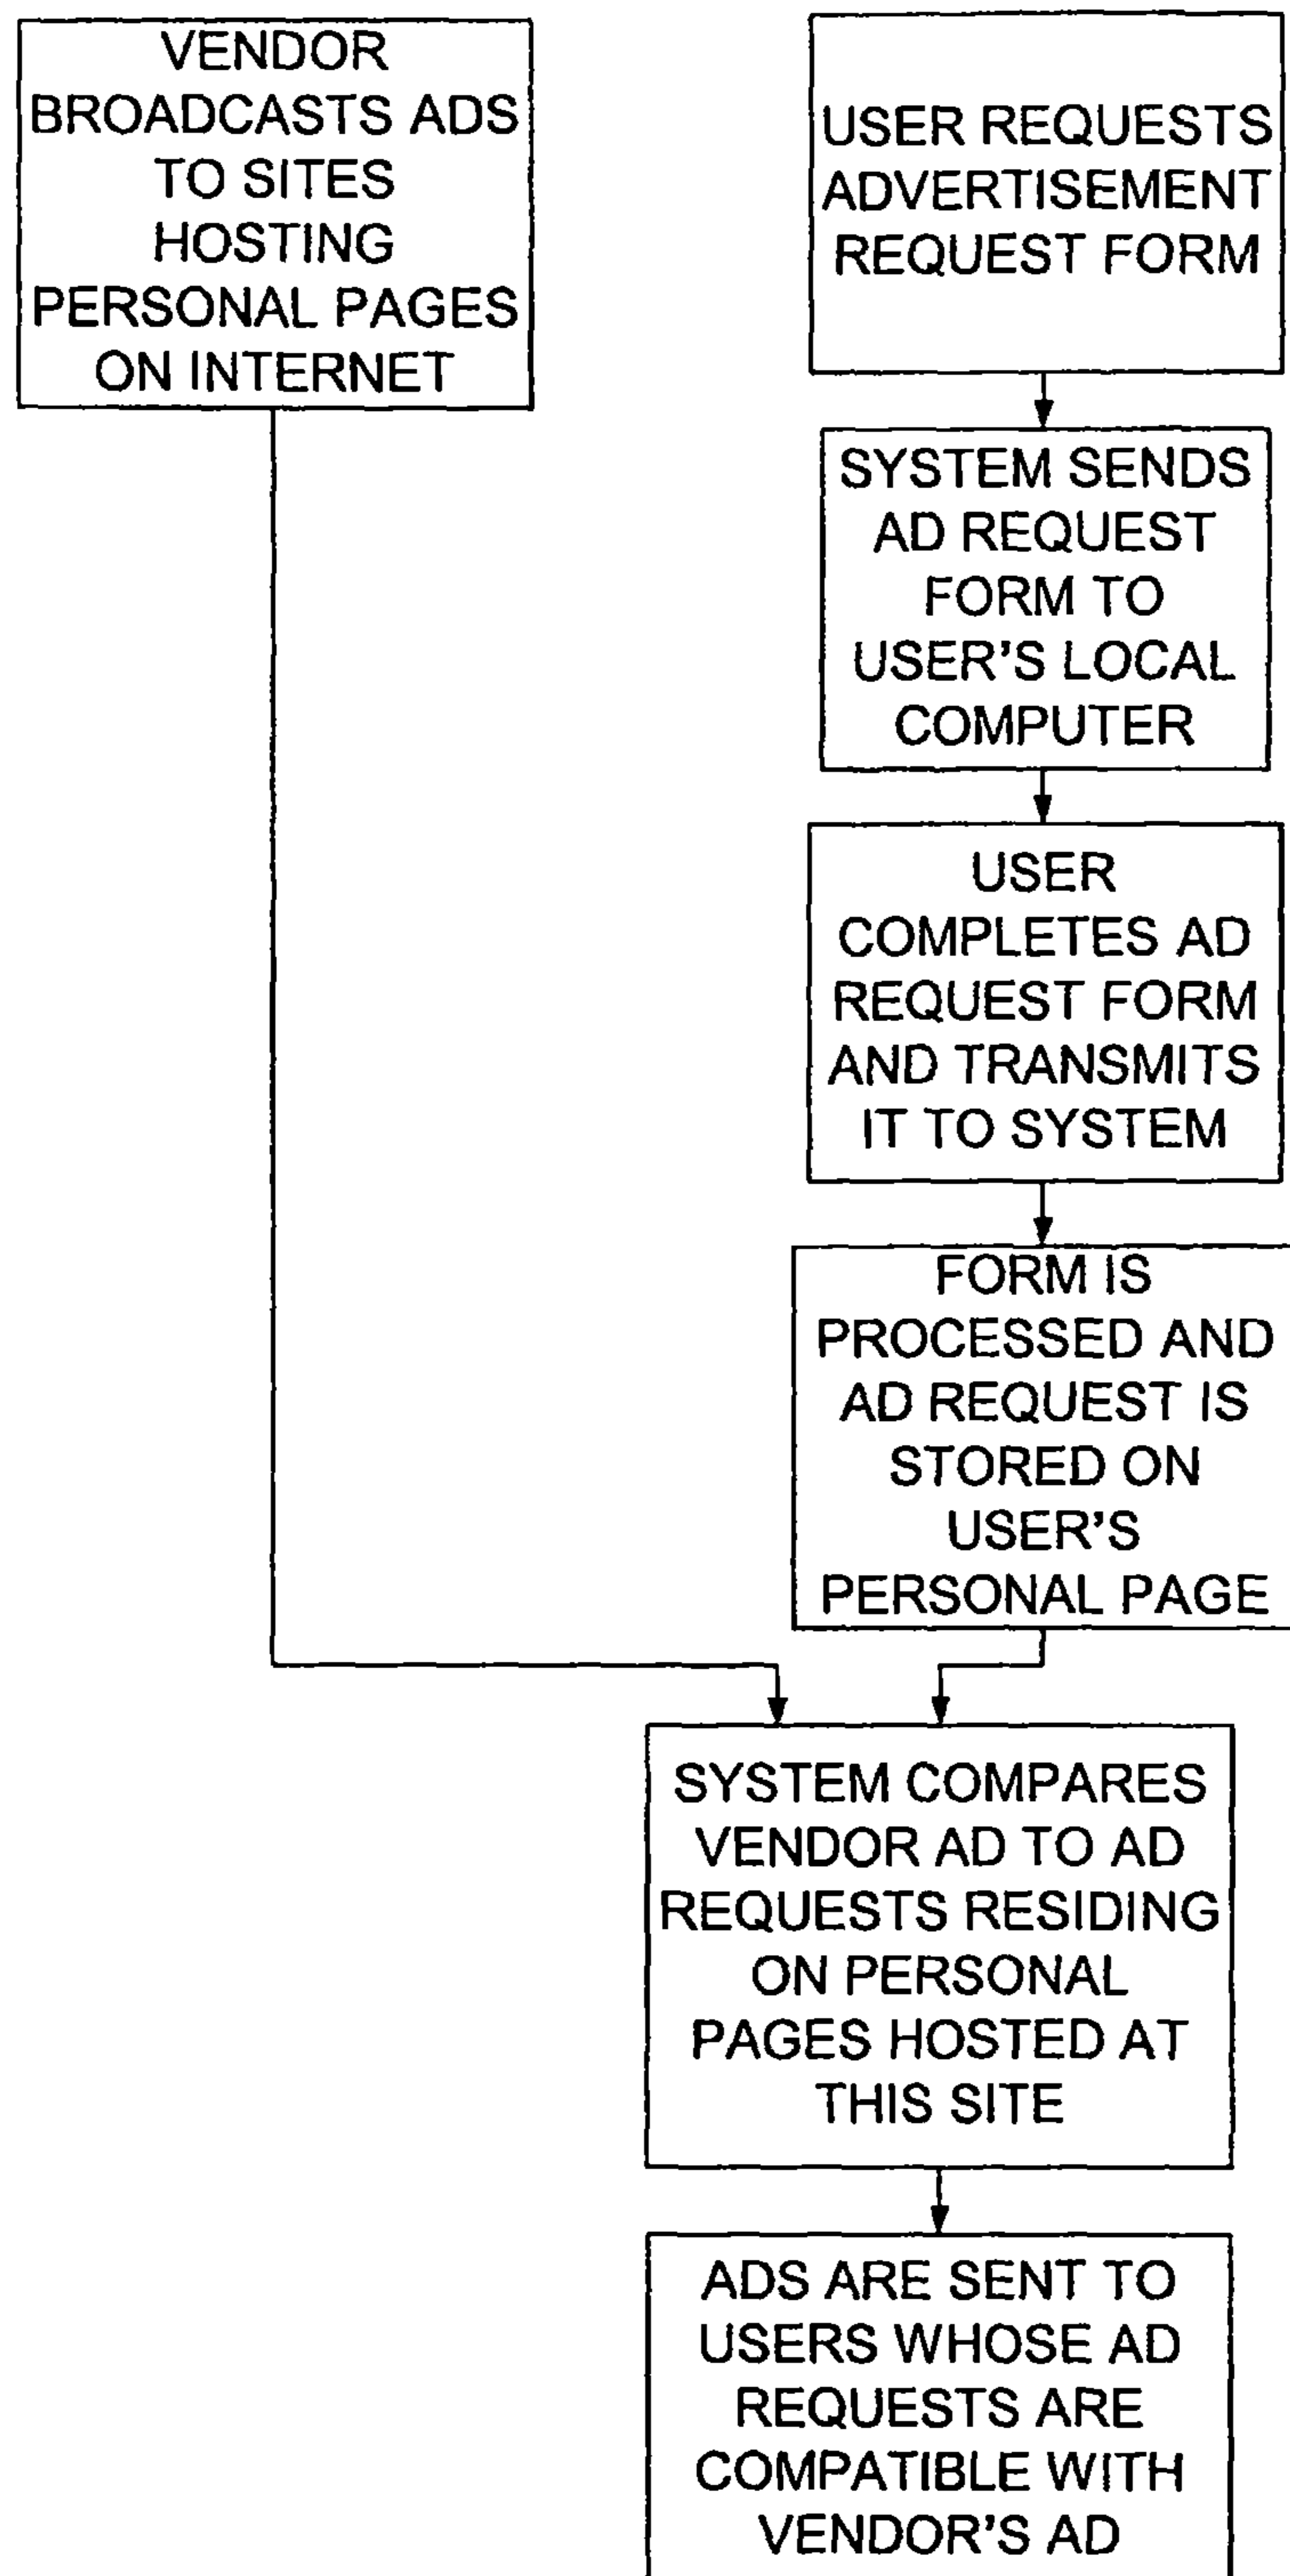 VENDOR
BROADCASTS ADS
TO SITES
HOSTING
PERSONAL PAGES
ON INTERNET
USER REQUESTS
ADVERTISEMENT
REQUEST FORM
SYSTEM SENDS
AD REQUEST
FORM TO
USER'S LOCAL
COMPUTER
USER
COMPLETES AD
REQUEST FORM
AND TRANSMITS
IT TO SYSTEM
FORM IS
PROCESSED AND
AD REQUEST IS
STORED ON
USER'S
PERSONAL PAGE
SYSTEM COMPARES
VENDOR AD TO AD
REQUESTS RESIDING
ON PERSONAL
PAGES HOSTED AT
THIS SITE
ADS ARE SENT TO
USERS WHOSE AD
REQUESTS ARE
COMPATIBLE WITH
VENDOR'S AD